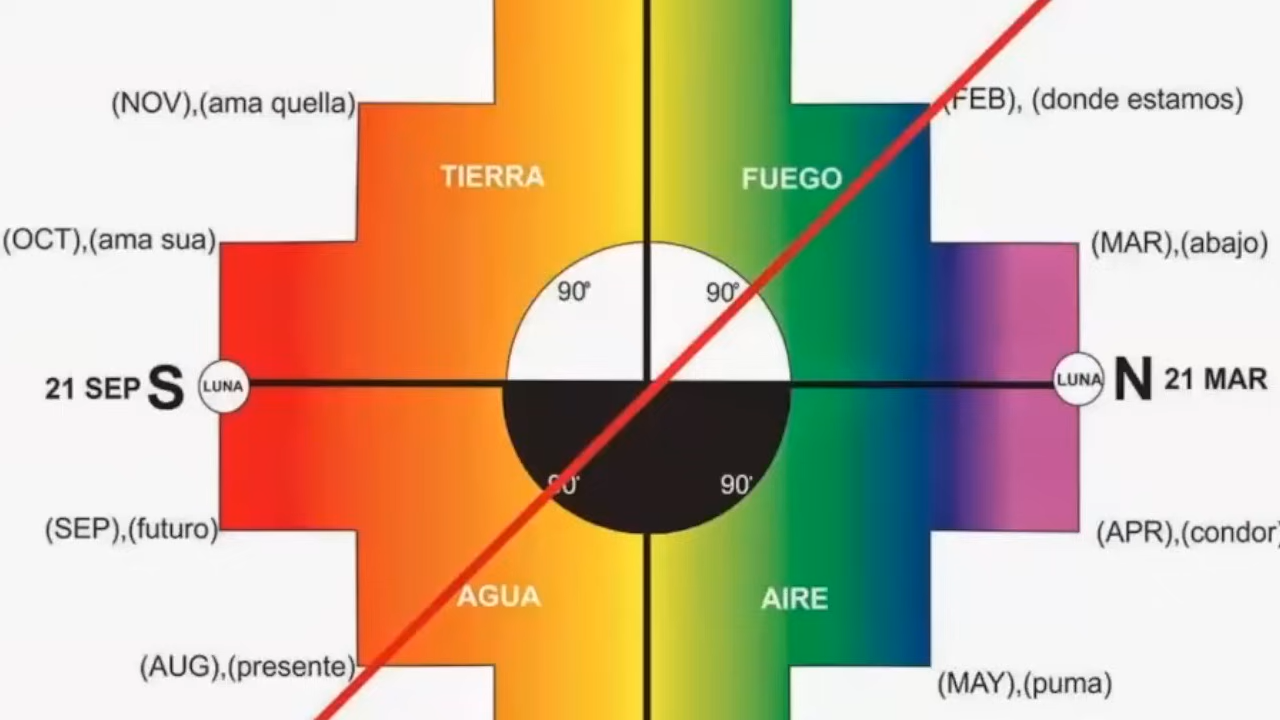 (NOV),(ama quella)
(FEB), (donde estamos)
TIERRA
FUEGO
(OCT),(ama sua)
(MAR),(abajo)
90°
90°
21 SEP S
LUNA
LUNA
N 21 MAR
90°
90°
(SEP),(futuro)
(APR),(condor)
AGUA
AIRE
(AUG),(presente)
(MAY),(puma)